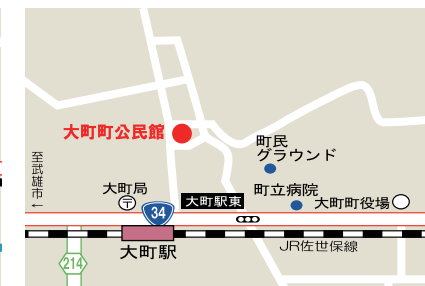 大町町公民館
町民
グラウンド
至武雄市←
大町局
〒
34
大町駅東
町立病院
大町町役場
JR佐世保線
大町駅
214